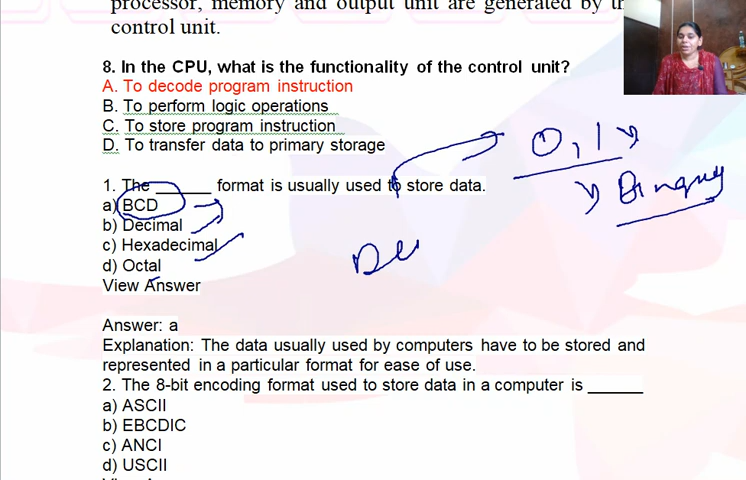 processor, memory and output unit are generated by th
control unit.
8. In the CPU, what is the functionality of the control unit?
A. To decode program instruction
B. To perform logic operations
C. To store program instruction
D. To transfer data to primary storage
0, 1
1. The ______ format is usually used to store data.
Binary
a) BCD
b) Decimal
c) Hexadecimal
De
d) Octal
View Answer
Answer: a
Explanation: The data usually used by computers have to be stored and
represented in a particular format for ease of use.
2. The 8-bit encoding format used to store data in a computer is ______
a) ASCII
b) EBCDIC
c) ANCI
d) USCII